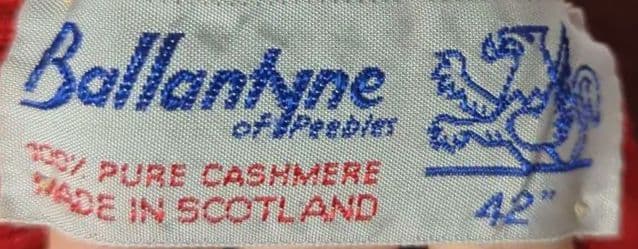 Ballantyne
of Peebles
100% PURE CASHMERE
MADE IN SCOTLAND
42"